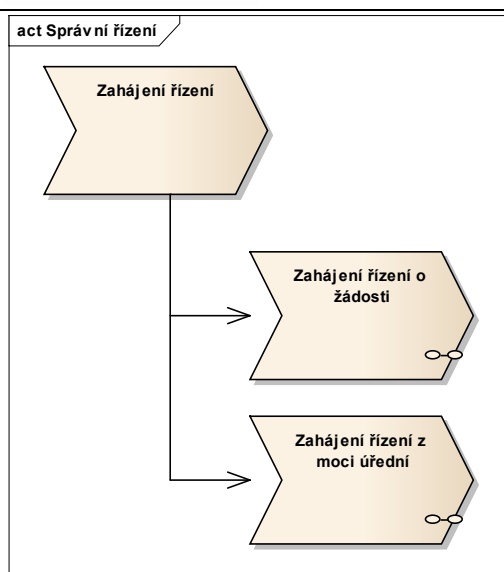 act Správní řízení
Zahájení řízení
Zahájení řízení o
žádosti
Zahájení řízení z
moci úřední